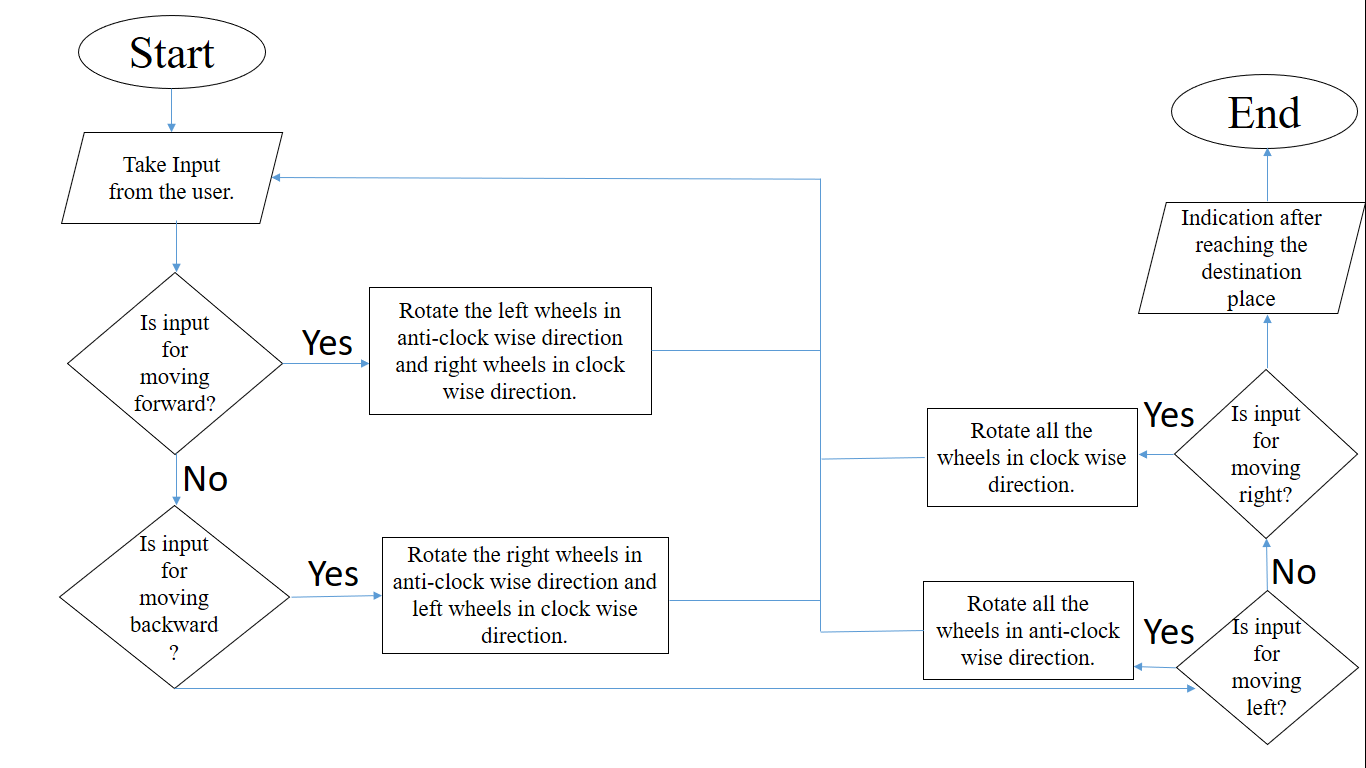 Start
Take Input
from the user.
Is input
for
moving
forward?
Yes
Rotate the left wheels in
anti-clock wise direction
and right wheels in clock
wise direction.
No
Is input
for
moving
backward
?
Yes
Rotate the right wheels in
anti-clock wise direction and
left wheels in clock wise
direction.
Is input
for
moving
left?
Yes
Rotate all the
wheels in anti-clock
wise direction.
No
Is input
for
moving
right?
Yes
Rotate all the
wheels in clock wise
direction.
Indication after
reaching the
destination
place
End